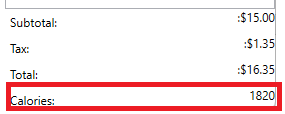 Subtotal: :$15.00
Tax: :$1.35
Total: :$16.35
Calories: 1820